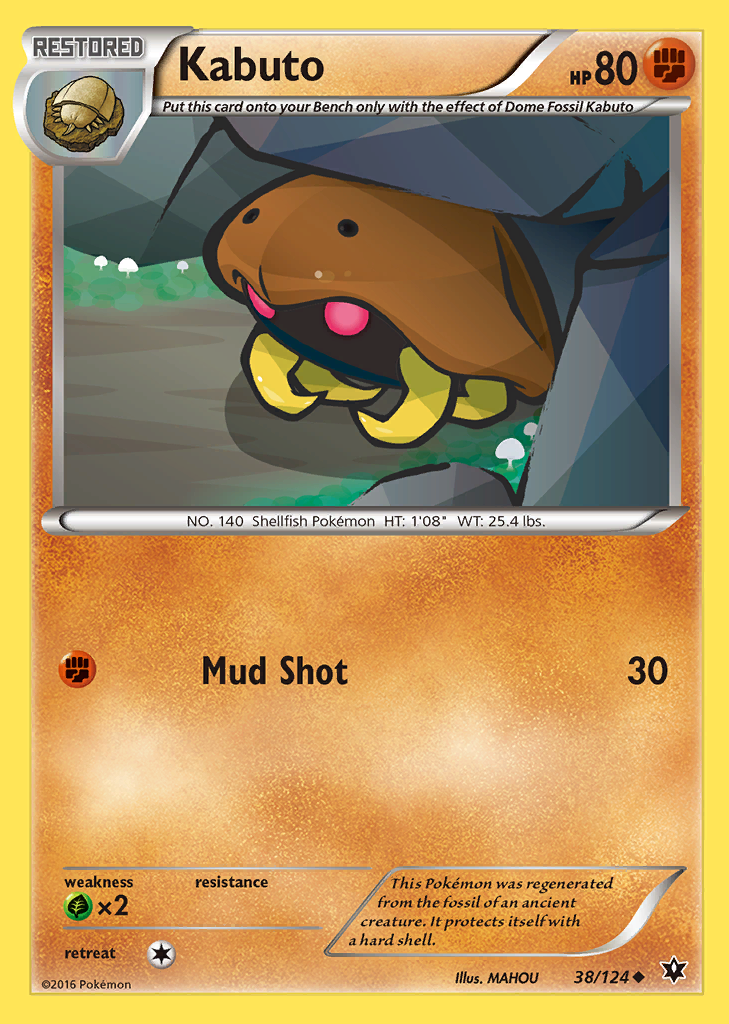 RESTORED
Kabuto
HP 80
Put this card onto your Bench only with the effect of Dome Fossil Kabuto
NO. 140 Shellfish Pokémon HT: 1'08" WT: 25.4 lbs.
Mud Shot 30
weakness resistance
×2
retreat
This Pokémon was regenerated
from the fossil of an ancient
creature. It protects itself with
a hard shell.
©2016 Pokémon
Illus. MAHOU 38/124